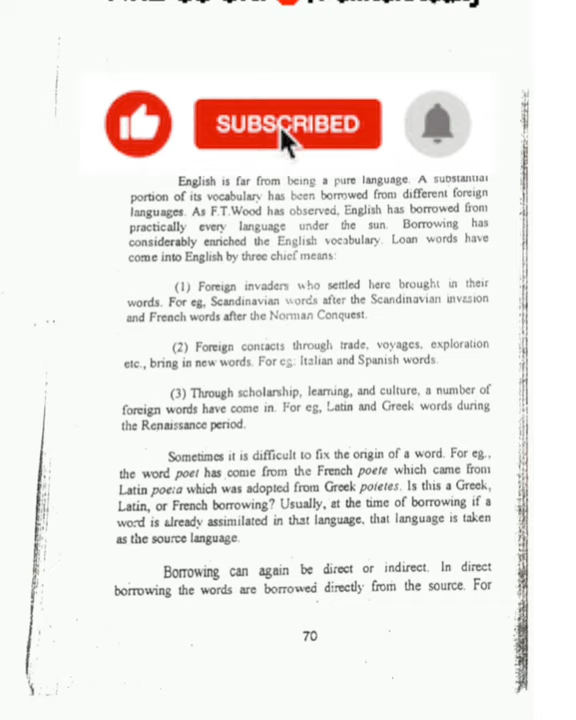 SUBSCRIBED
English is far from being a pure language. A substantial
portion of its vocabulary has been borrowed from different foreign
languages. As F.T.Wood has observed, English has borrowed from
practically every language under the sun. Borrowing has
considerably enriched the English vocabulary. Loan words have
come into English by three chief means:
(1) Foreign invaders who settled here brought in their
words. For eg, Scandinavian words after the Scandinavian invasion
and French words after the Norman Conquest.
(2) Foreign contacts through trade, voyages, exploration
etc., bring in new words. For eg: Italian and Spanish words.
(3) Through scholarship, learning, and culture, a number of
foreign words have come in. For eg, Latin and Greek words during
the Renaissance period.
Sometimes it is difficult to fix the origin of a word. For eg.,
the word poet has come from the French poete which came from
Latin poeta which was adopted from Greek poietes. Is this a Greek,
Latin, or French borrowing? Usually, at the time of borrowing if a
word is already assimilated in that language, that language is taken
as the source language.
Borrowing can again be direct or indirect. In direct
borrowing the words are borrowed directly from the source. For
70